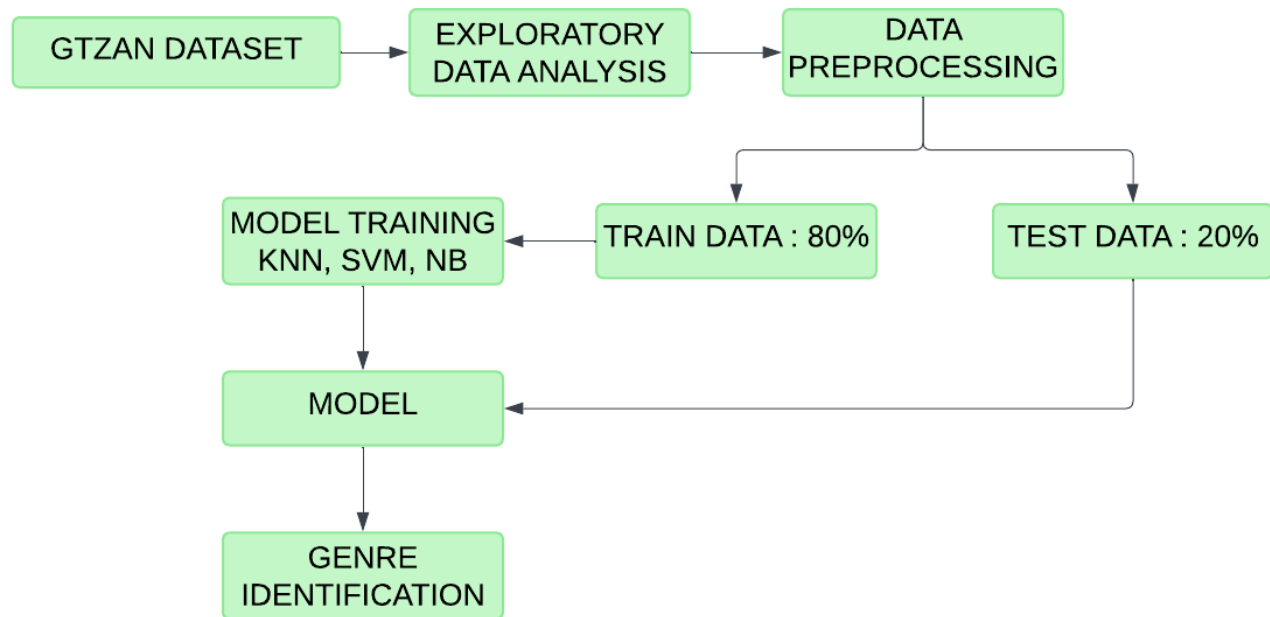 GTZAN DATASET
EXPLORATORY
DATA ANALYSIS
DATA
PREPROCESSING
MODEL TRAINING
KNN, SVM, NB
TRAIN DATA : 80%
TEST DATA : 20%
MODEL
GENRE
IDENTIFICATION